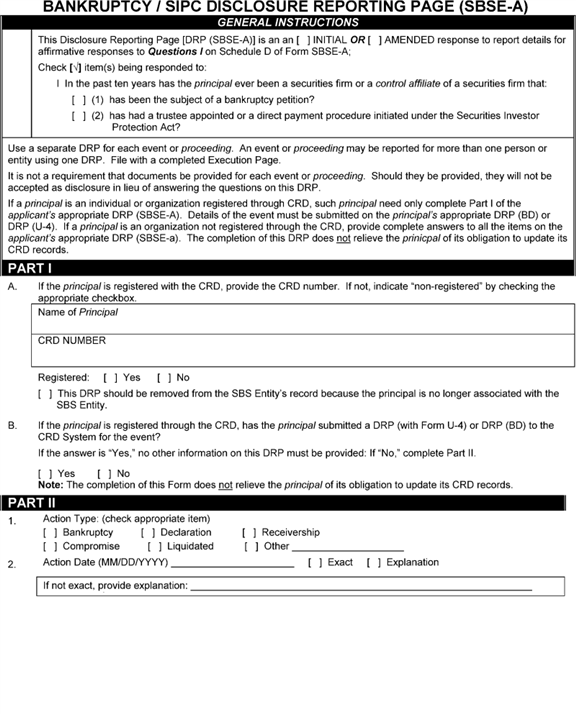 BANKRUPTCY / SIPC DISCLOSURE REPORTING PAGE (SBSE-A)
GENERAL INSTRUCTIONS
This Disclosure Reporting Page [DRP (SBSE-A)] is an an [ ] INITIAL OR [ ] AMENDED response to report details for
affirmative responses to Questions I on Schedule D of Form SBSE-A;
Check [√] item(s) being responded to:
I In the past ten years has the principal ever been a securities firm or a control affiliate of a securities firm that:
[ ] (1) has been the subject of a bankruptcy petition?
[ ] (2) has had a trustee appointed or a direct payment procedure initiated under the Securities Investor
Protection Act?
Use a separate DRP for each event or proceeding. An event or proceeding may be reported for more than one person or
entity using one DRP. File with a completed Execution Page.
It is not a requirement that documents be provided for each event or proceeding. Should they be provided, they will not be
accepted as disclosure in lieu of answering the questions on this DRP.
If a principal is an individual or organization registered through CRD, such principal need only complete Part I of the
applicant's appropriate DRP (SBSE-A). Details of the event must be submitted on the principal's appropriate DRP (BD) or
DRP (U-4). If a principal is an organization not registered through the CRD, provide complete answers to all the items on the
applicant's appropriate DRP (SBSE-a). The completion of this DRP does not relieve the prinicpal of its obligation to update its
CRD records.
PART I
A. If the principal is registered with the CRD, provide the CRD number. If not, indicate "non-registered" by checking the
appropriate checkbox.
Name of Principal
CRD NUMBER
Registered: [ ] Yes [ ] No
[ ] This DRP should be removed from the SBS Entity's record because the principal is no longer associated with the
SBS Entity.
B. If the principal is registered through the CRD, has the principal submitted a DRP (with Form U-4) or DRP (BD) to the
CRD System for the event?
If the answer is "Yes," no other information on this DRP must be provided: If "No," complete Part II.
[ ] Yes [ ] No
Note: The completion of this Form does not relieve the principal of its obligation to update its CRD records.
PART II
1. Action Type: (check appropriate item)
[ ] Bankruptcy [ ] Declaration [ ] Receivership
[ ] Compromise [ ] Liquidated [ ] Other ____________________
2. Action Date (MM/DD/YYYY) ______________________ [ ] Exact [ ] Explanation
If not exact, provide explanation: ____________________________________________________________